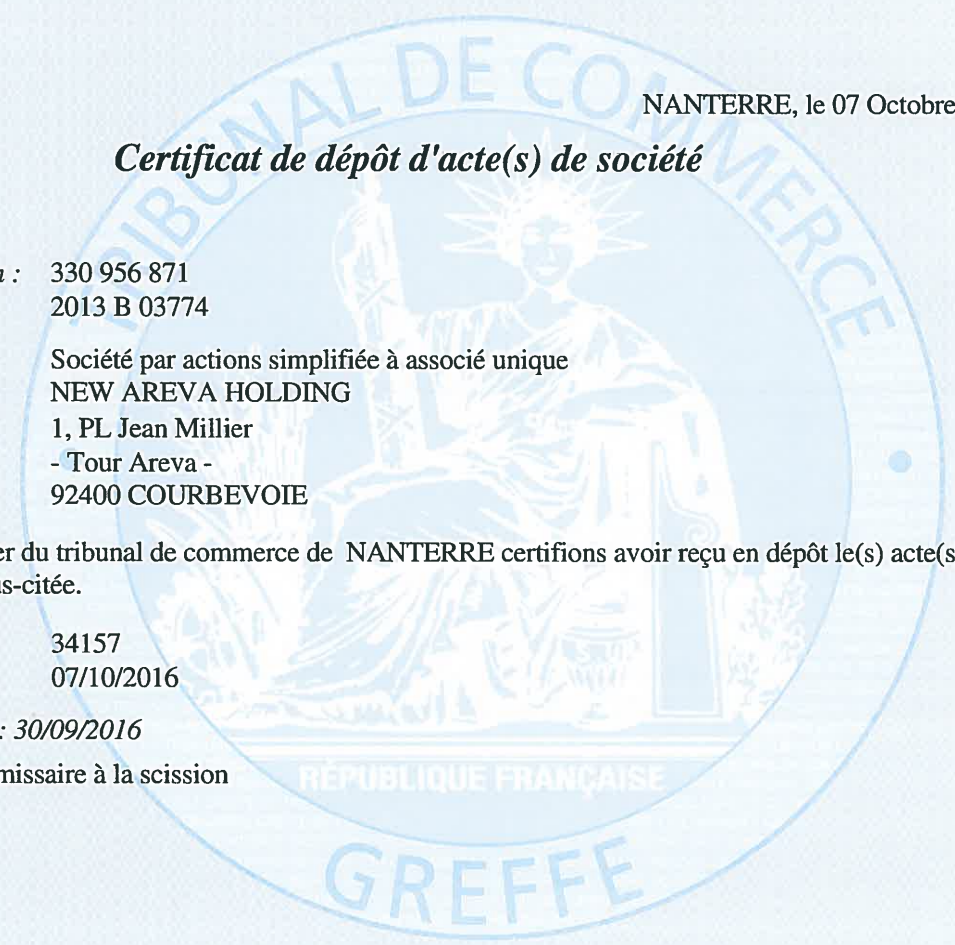 TRIBUNAL DE COMMERCE
NANTERRE, le 07 Octobre
Certificat de dépôt d'acte(s) de société
: 330 956 871
2013 B 03774
Société par actions simplifiée à associé unique
NEW AREVA HOLDING
1, PL Jean Millier
- Tour Areva -
92400 COURBEVOIE
er du tribunal de commerce de NANTERRE certifions avoir reçu en dépôt le(s) acte(s
us-citée.
34157
07/10/2016
: 30/09/2016
missaire à la scission
RÉPUBLIQUE FRANÇAISE
GREFFE